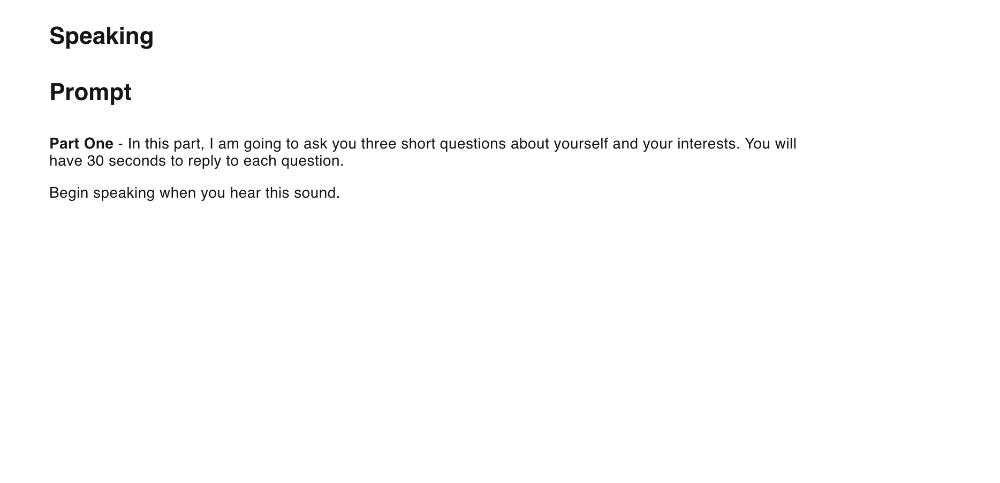 Speaking
Prompt
Part One - In this part, I am going to ask you three short questions about yourself and your interests. You will
have 30 seconds to reply to each question.
Begin speaking when you hear this sound.